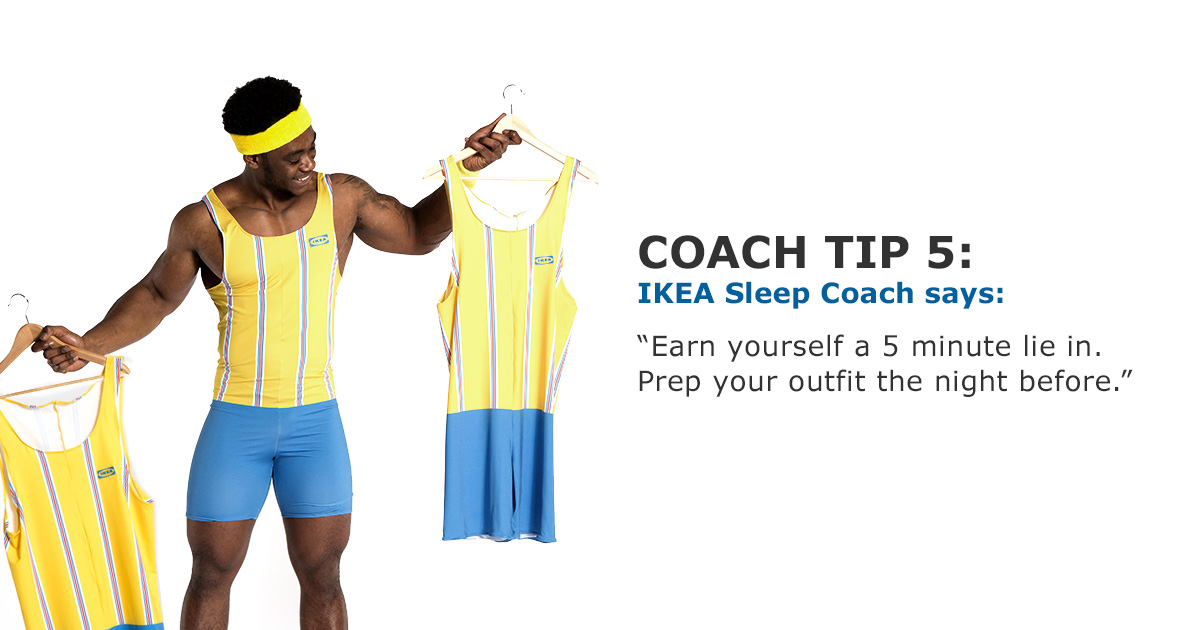 IKEA
IKEA
IKEA
COACH TIP 5:
IKEA Sleep Coach says:
“Earn yourself a 5 minute lie in.
Prep your outfit the night before.”